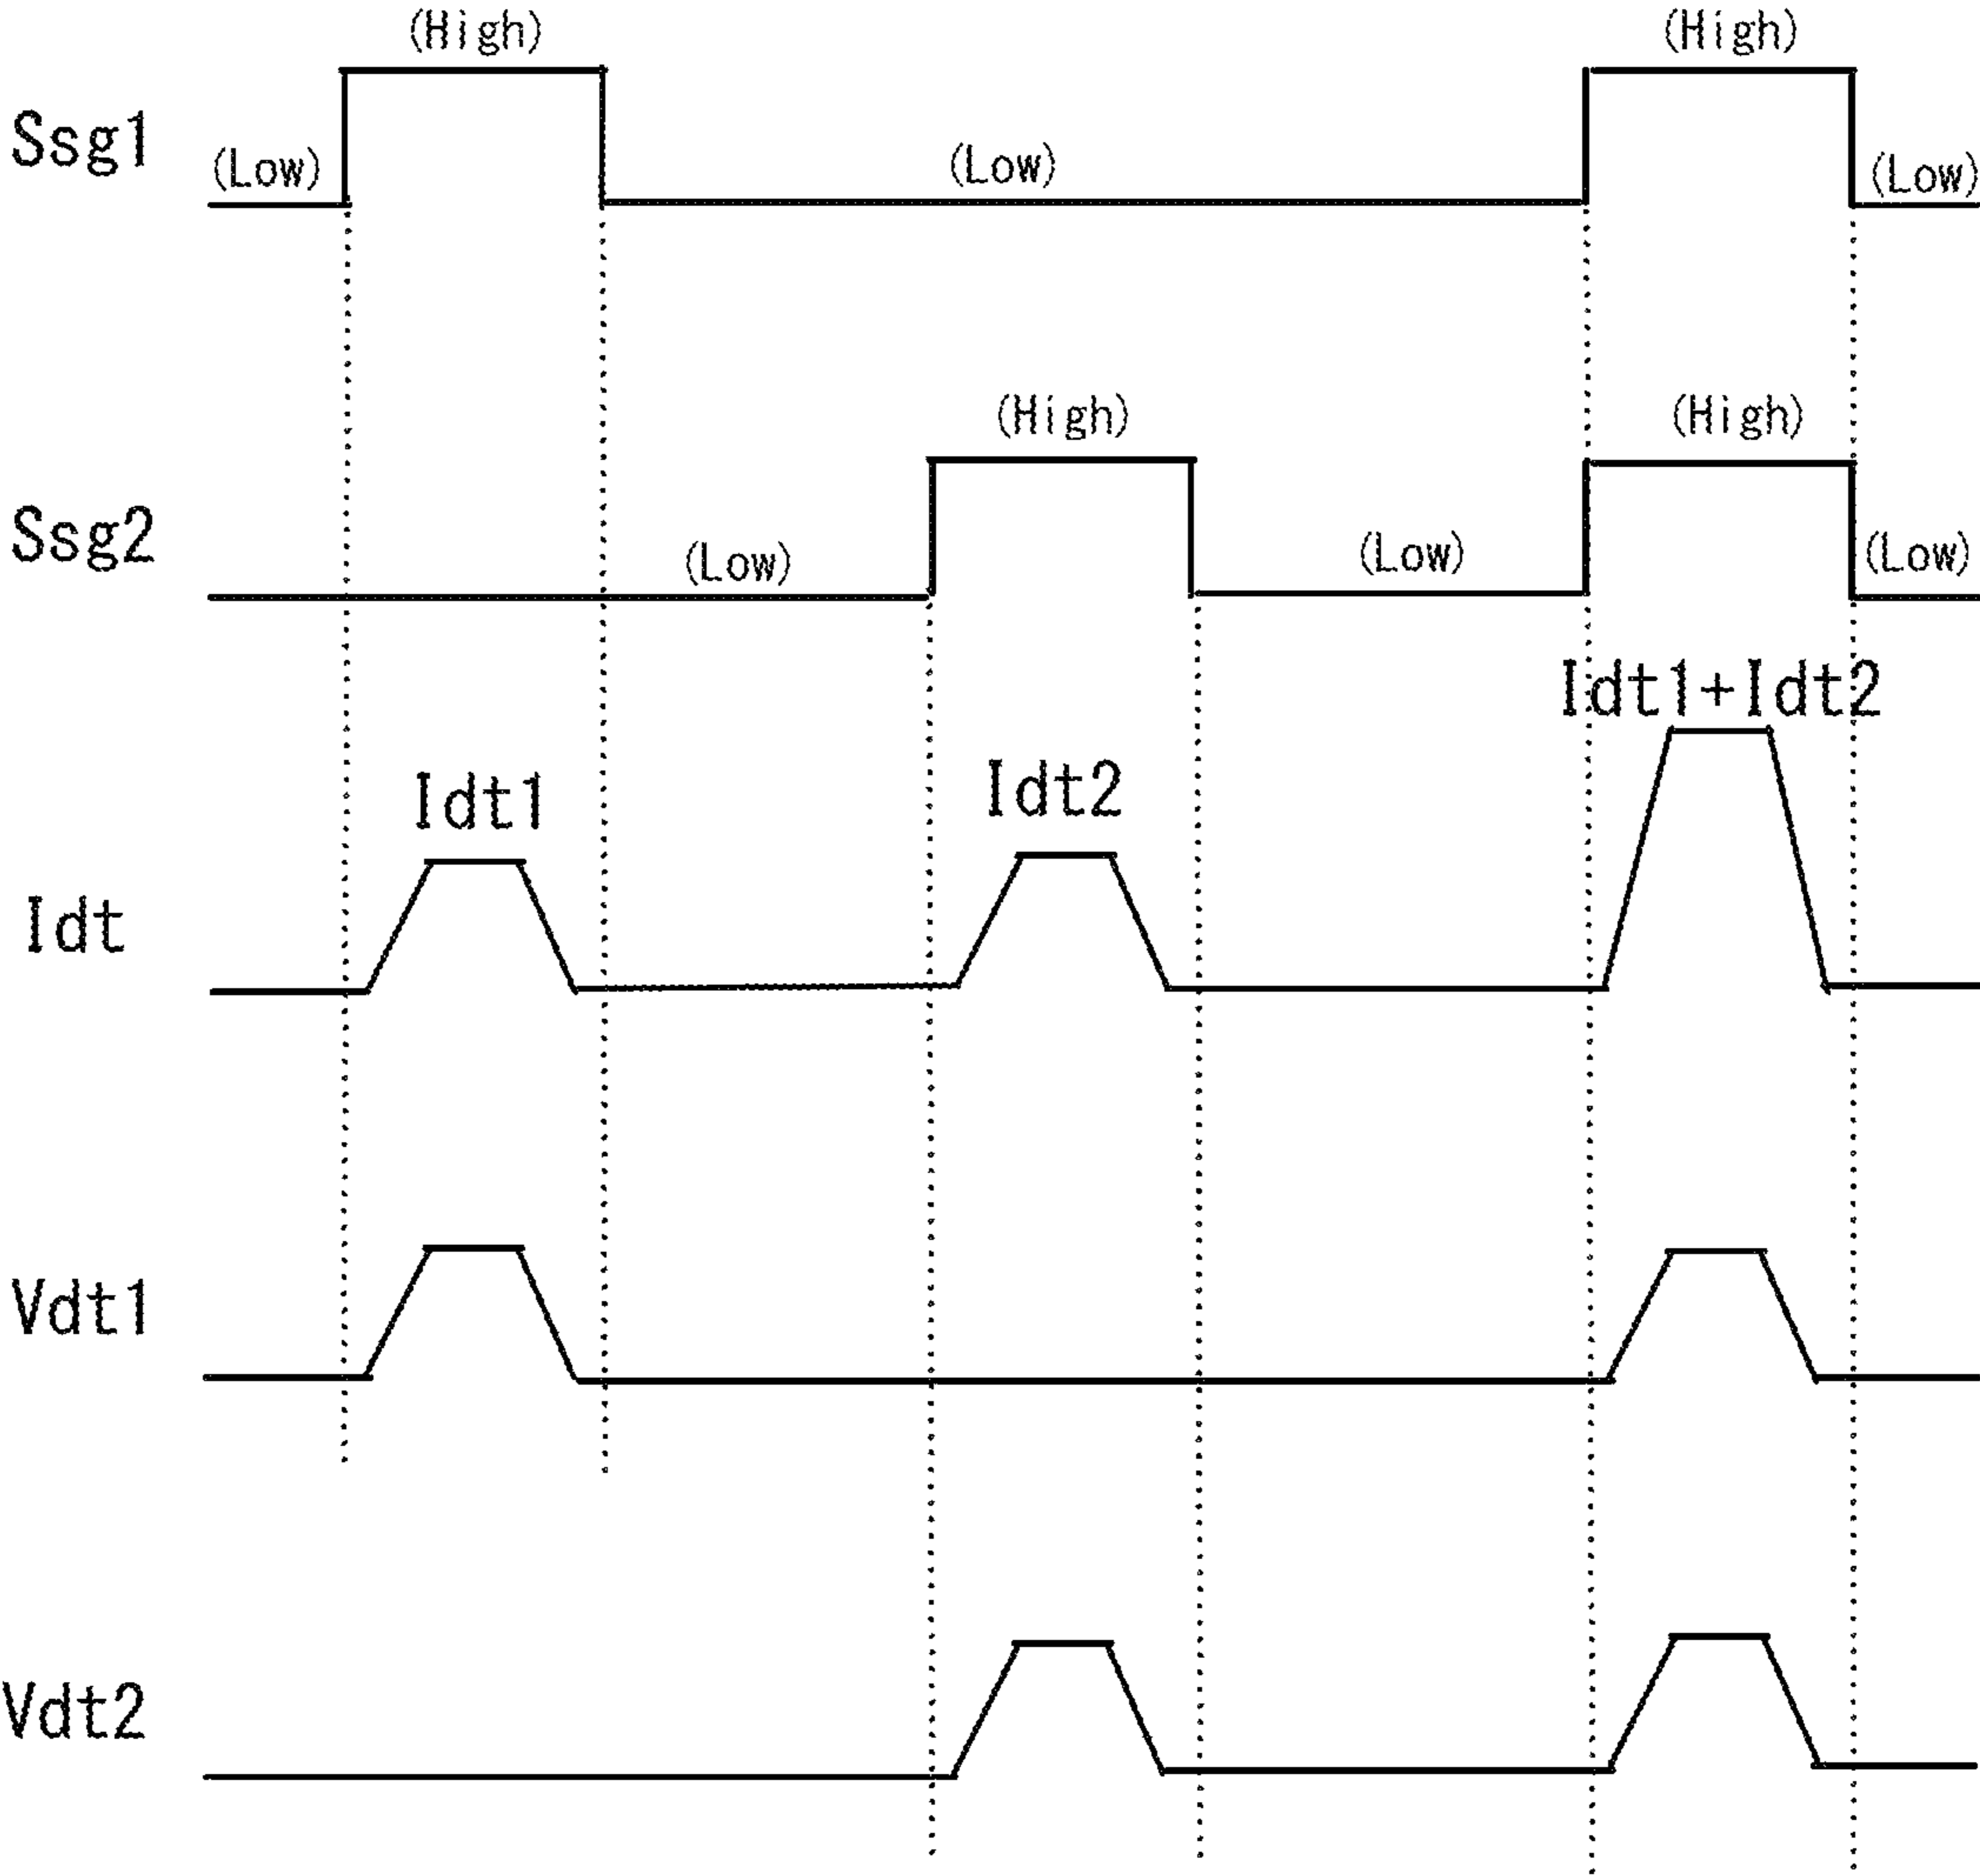 (High) (High)
Ssg1
(Low) (Low) (Low)
(High) (High)
Ssg2
(Low) (Low) (Low)
Idt1+Idt2
Idt1 Idt2
Idt
Vdt1
Vdt2